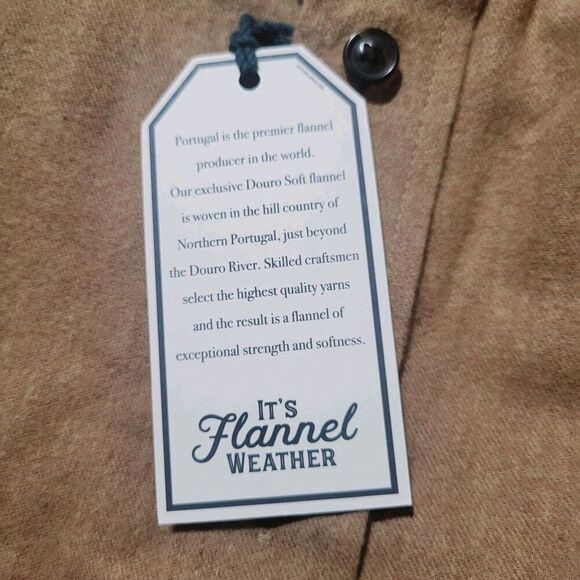 Portugal is the premier flannel
producer in the world.
Our exclusive Douro Soft flannel
is woven in the hill country of
Northern Portugal, just beyond
the Douro River. Skilled craftsmen
select the highest quality yarns
and the result is a flannel of
exceptional strength and softness.
IT'S
Flannel
WEATHER